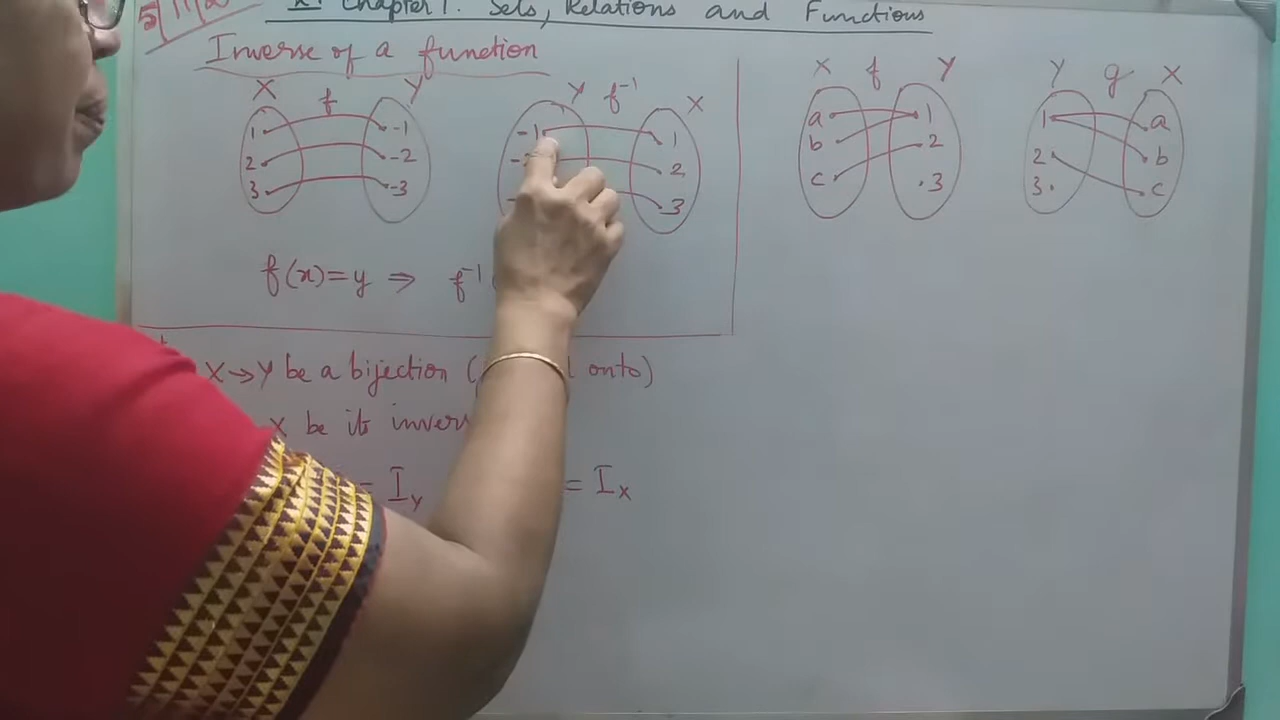 Chapter 1. Sets, Relations and Functions
Inverse of a function
X f Y
1 -1
2 -2
3 -3
Y f⁻¹ X
-1 1
2
3
f(x)=y ⇒ f⁻¹
X→Y be a bijection ( onto)
X be its
= I_Y = I_X
X f Y
a 1
b 2
c .3
Y g X
1 a
2 b
3. c